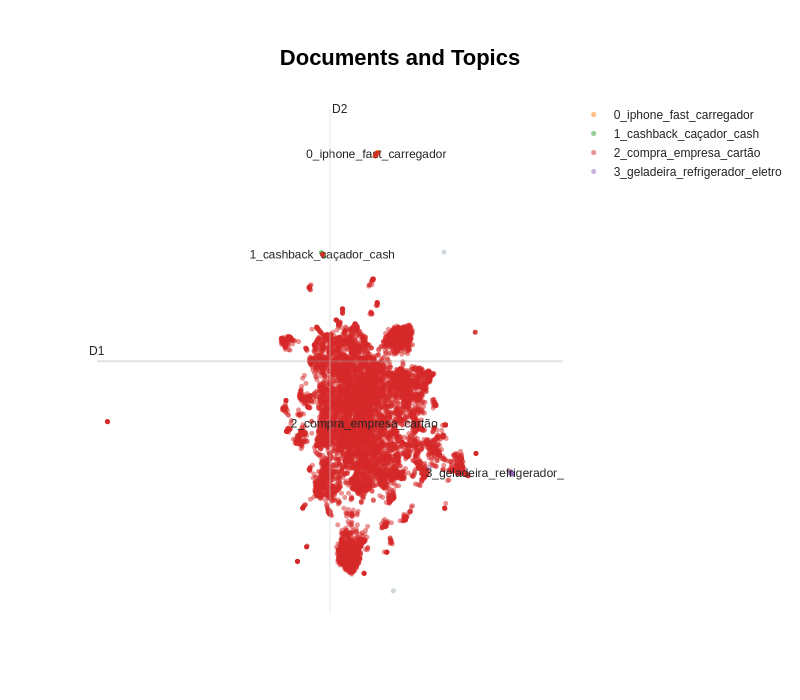 Documents and Topics
D2
0_iphone_fast_carregador
1_cashback_caçador_cash
2_compra_empresa_cartão
3_geladeira_refrigerador_eletro
0_iphone_fast_carregador
1_cashback_caçador_cash
D1
2_compra_empresa_cartão
3_geladeira_refrigerador_